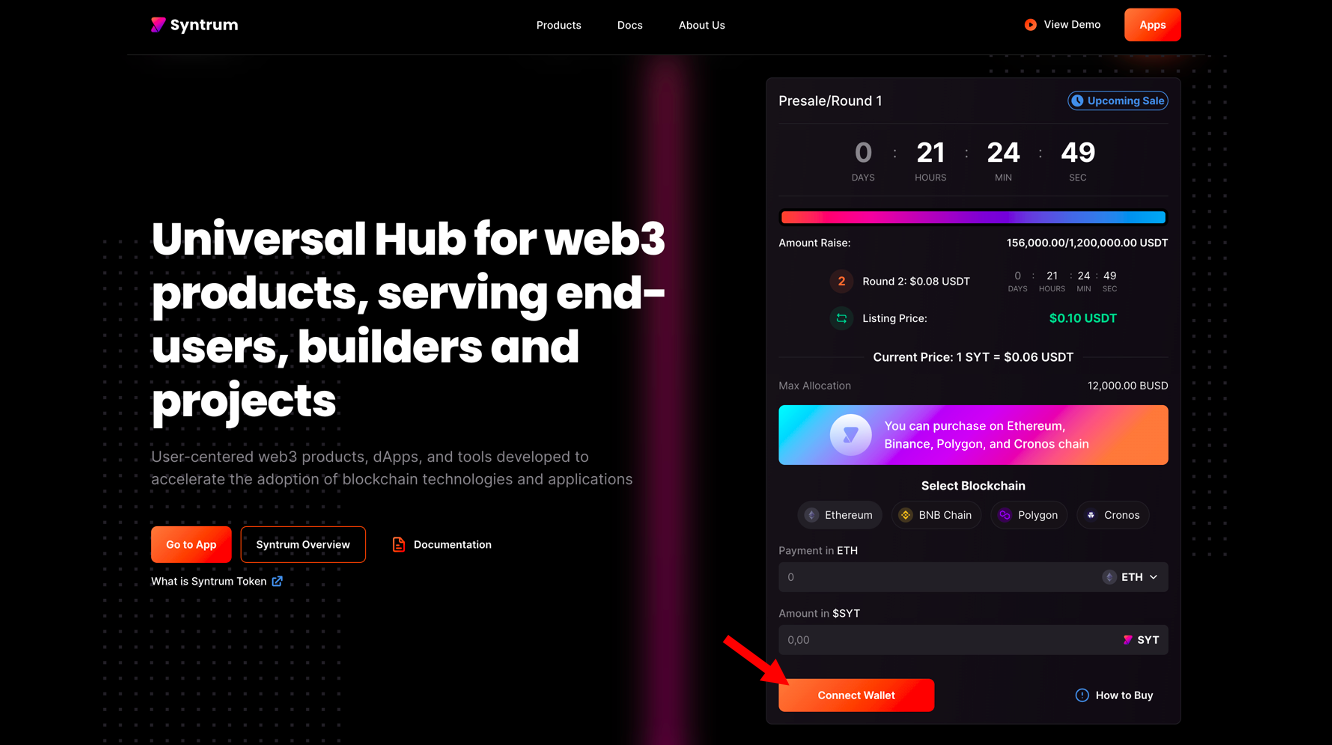 Syntrum
Products
Docs
About Us
View Demo
Apps
Universal Hub for web3
products, serving end-
users, builders and
projects
User-centered web3 products, dApps, and tools developed to
accelerate the adoption of blockchain technologies and applications
Go to App
Syntrum Overview
Documentation
What is Syntrum Token
Presale/Round 1
Upcoming Sale
0 : 21 : 24 : 49
DAYS HOURS MIN SEC
Amount Raise: 156,000.00/1,200,000.00 USDT
2 Round 2: $0.08 USDT
0 : 21 : 24 : 49
DAYS HOURS MIN SEC
Listing Price: $0.10 USDT
Current Price: 1 SYT = $0.06 USDT
Max Allocation 12,000.00 BUSD
You can purchase on Ethereum,
Binance, Polygon, and Cronos chain
Select Blockchain
Ethereum
BNB Chain
Polygon
Cronos
Payment in ETH
0 ETH
Amount in $SYT
0,00 SYT
Connect Wallet
How to Buy